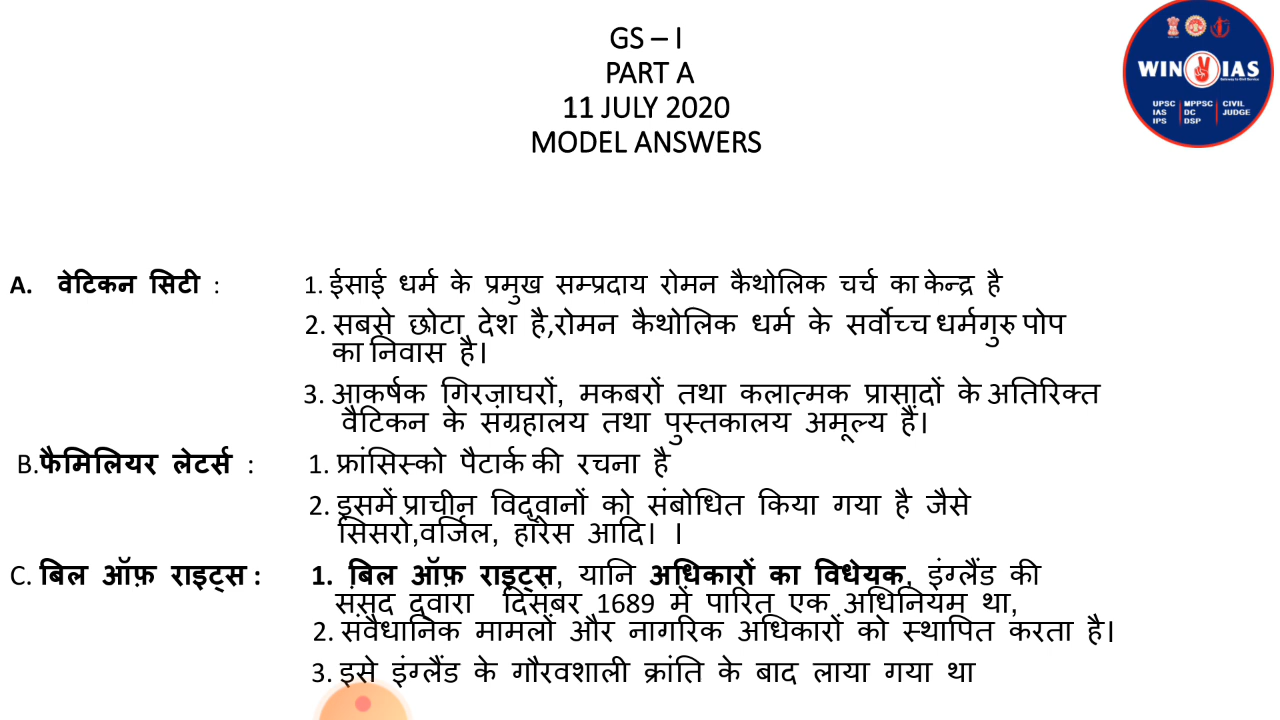 GS – I
PART A
11 JULY 2020
MODEL ANSWERS
WIN IAS
UPSC MPPSC CIVIL
IAS DC JUDGE
IPS DSP
A. वेटिकन सिटी : 1. ईसाई धर्म के प्रमुख सम्प्रदाय रोमन कैथोलिक चर्च का केन्द्र है
2. सबसे छोटा देश है,रोमन कैथोलिक धर्म के सर्वोच्च धर्मगुरु पोप
का निवास है।
3. आकर्षक गिरजाघरों, मकबरों तथा कलात्मक प्रासादों के अतिरिक्त
वैटिकन के संग्रहालय तथा पुस्तकालय अमूल्य हैं।
B.फैमिलियर लेटर्स : 1. फ्रांसिस्को पैटार्क की रचना है
2. इसमें प्राचीन विद्वानों को संबोधित किया गया है जैसे
सिसरो,वर्जिल, हॉरेस आदि। ।
C. बिल ऑफ़ राइट्स : 1. बिल ऑफ़ राइट्स, यानि अधिकारों का विधेयक, इंग्लैंड की
संसद द्वारा दिसंबर 1689 में पारित एक अधिनियम था,
2. संवैधानिक मामलों और नागरिक अधिकारों को स्थापित करता है।
3. इसे इंग्लैंड के गौरवशाली क्रांति के बाद लाया गया था